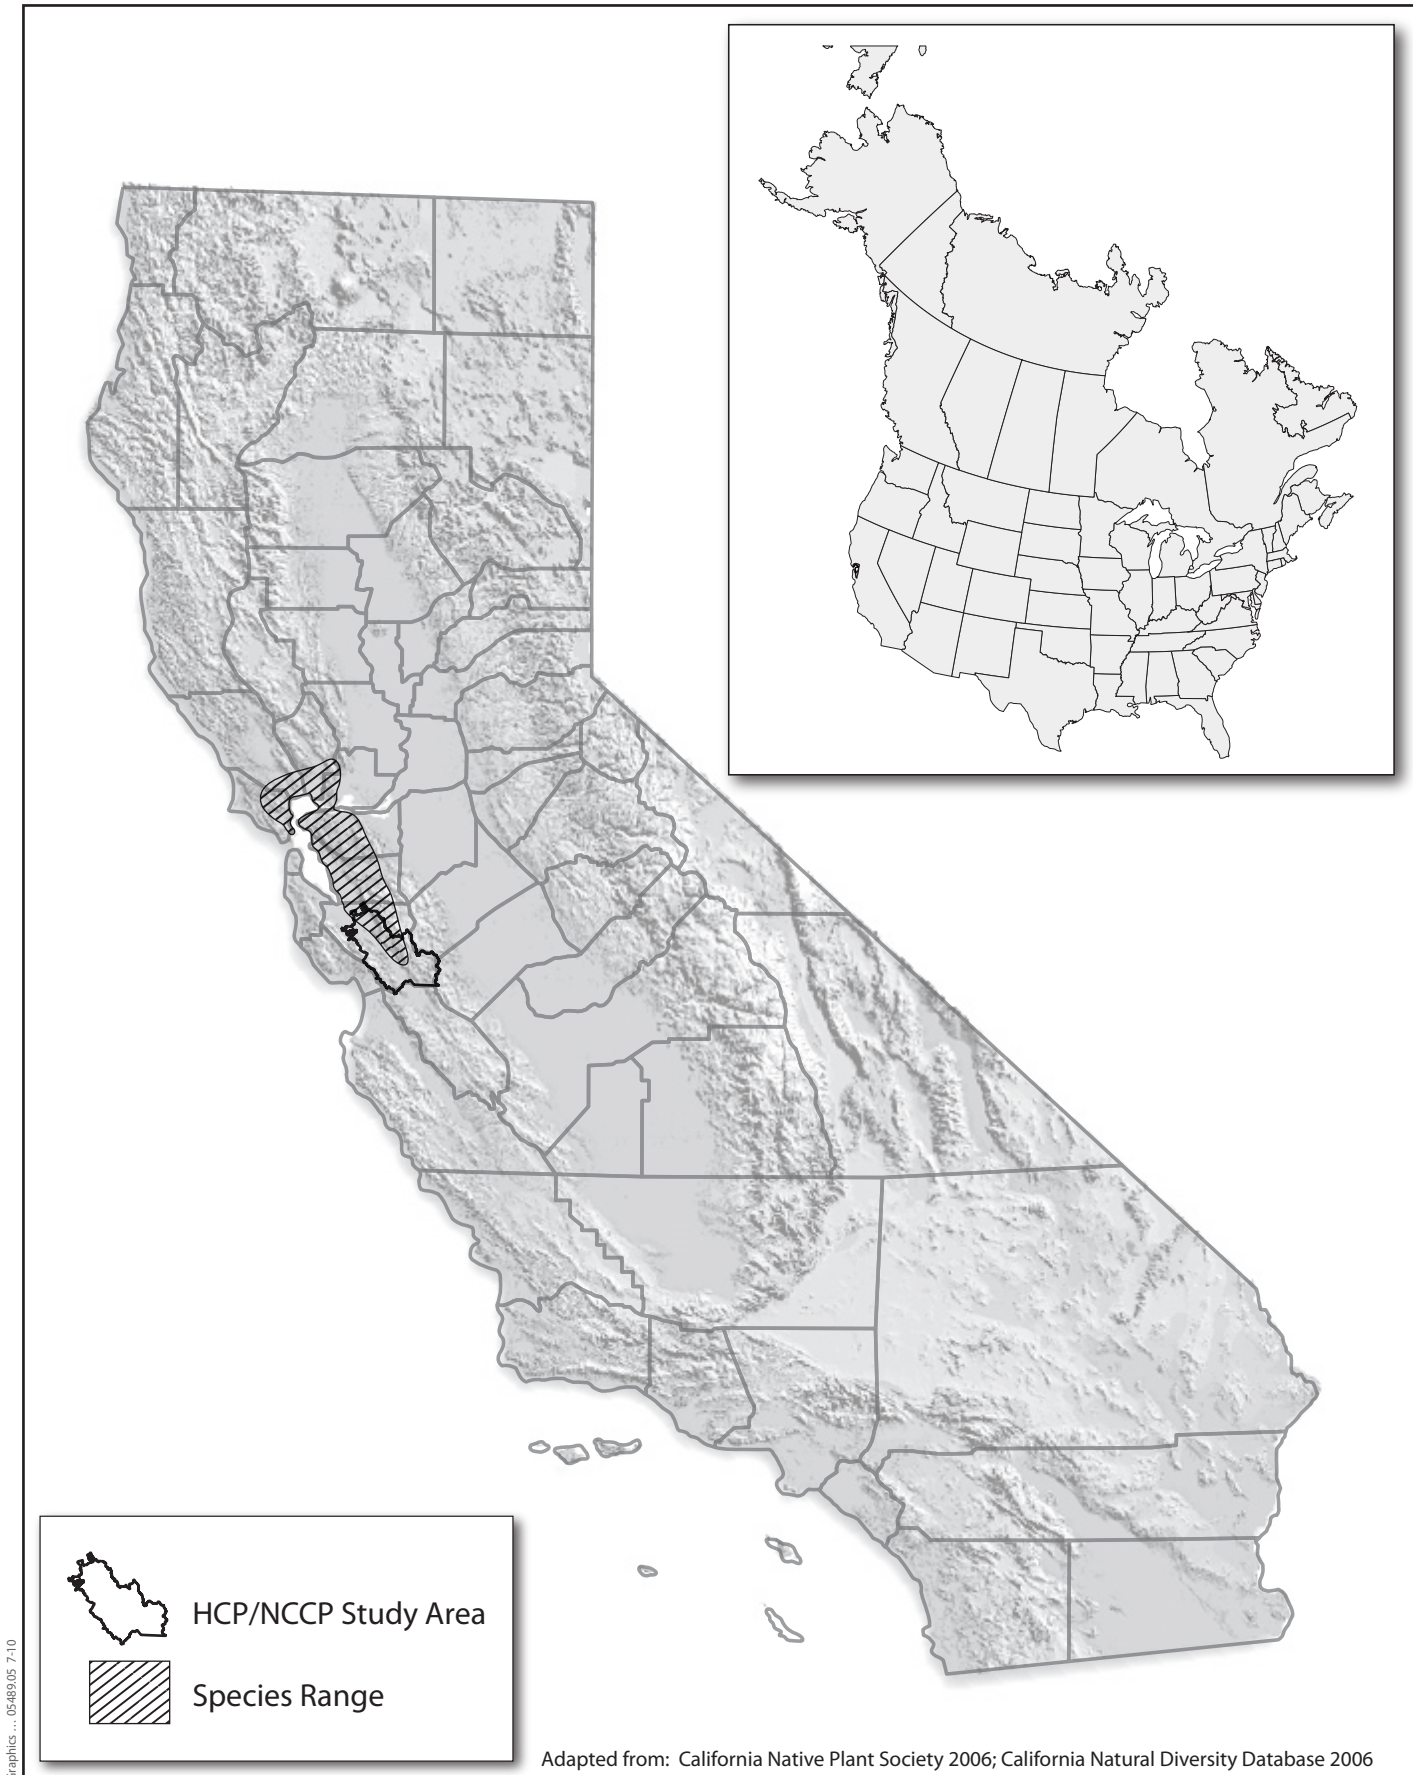 HCP/NCCP Study Area
Species Range
Adapted from: California Native Plant Society 2006; California Natural Diversity Database 2006
Graphics … 05489.05 7-10